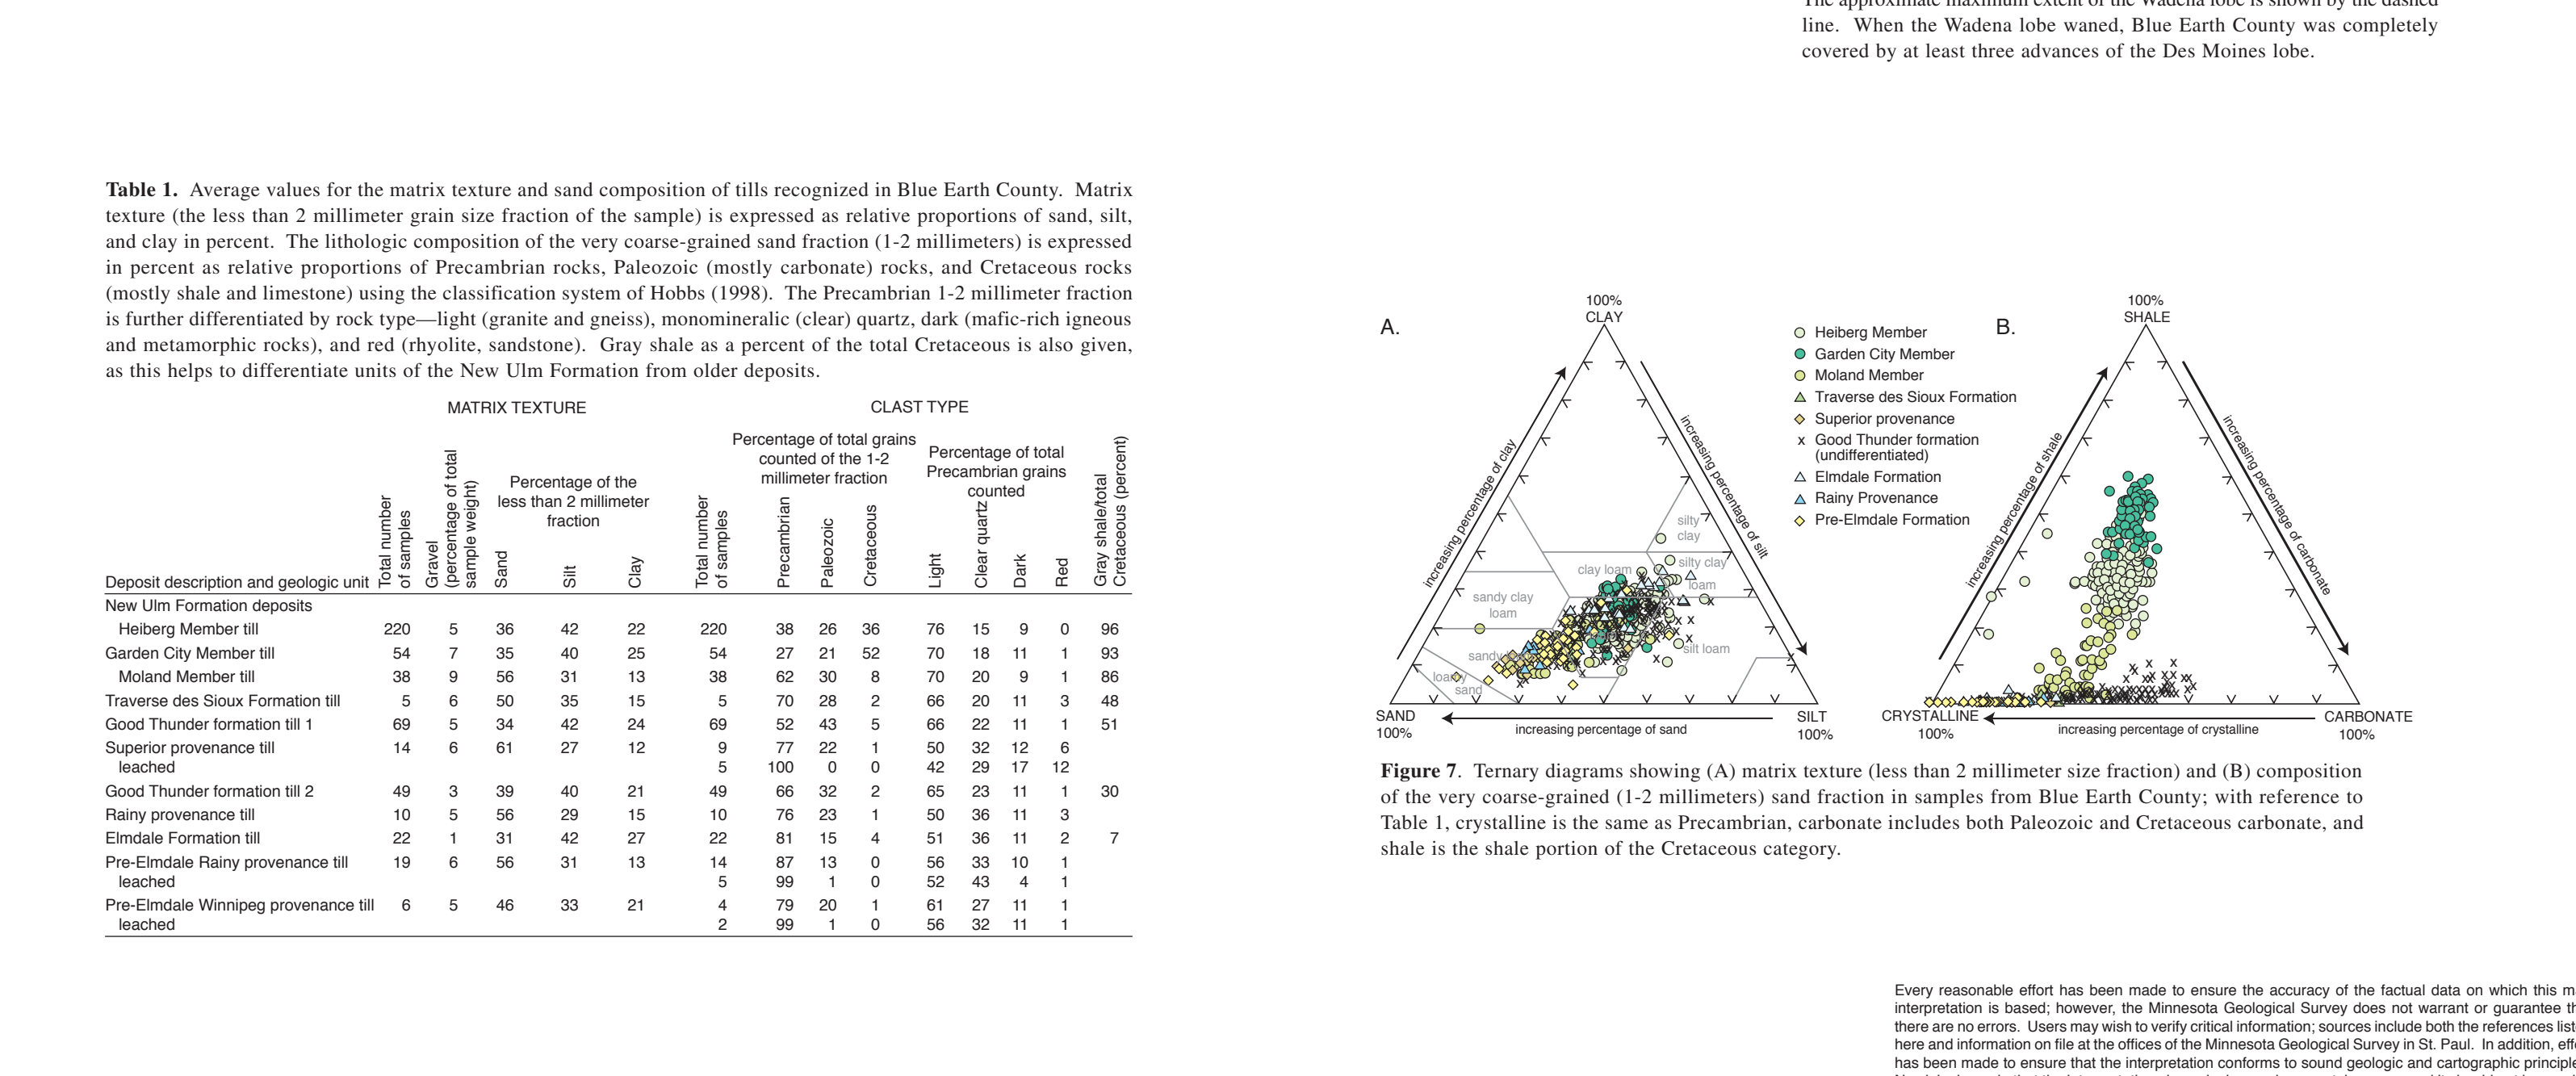 The approximate maximum extent of the Wadena lobe is shown by the dashed
line. When the Wadena lobe waned, Blue Earth County was completely
covered by at least three advances of the Des Moines lobe.
Table 1. Average values for the matrix texture and sand composition of tills recognized in Blue Earth County. Matrix
texture (the less than 2 millimeter grain size fraction of the sample) is expressed as relative proportions of sand, silt,
and clay in percent. The lithologic composition of the very coarse-grained sand fraction (1-2 millimeters) is expressed
in percent as relative proportions of Precambrian rocks, Paleozoic (mostly carbonate) rocks, and Cretaceous rocks
(mostly shale and limestone) using the classification system of Hobbs (1998). The Precambrian 1-2 millimeter fraction
is further differentiated by rock type—light (granite and gneiss), monomineralic (clear) quartz, dark (mafic-rich igneous
and metamorphic rocks), and red (rhyolite, sandstone). Gray shale as a percent of the total Cretaceous is also given,
as this helps to differentiate units of the New Ulm Formation from older deposits.
MATRIX TEXTURE
CLAST TYPE
Deposit description and geologic unit
Total number
of samples
Gravel
(percentage of total
sample weight)
Percentage of the
less than 2 millimeter
fraction
Sand
Silt
Clay
Total number
of samples
Percentage of total grains
counted of the 1-2
millimeter fraction
Precambrian
Paleozoic
Cretaceous
Percentage of total
Precambrian grains
counted
Light
Clear quartz
Dark
Red
Gray shale/total
Cretaceous (percent)
New Ulm Formation deposits
Heiberg Member till 220 5 36 42 22 220 38 26 36 76 15 9 0 96
Garden City Member till 54 7 35 40 25 54 27 21 52 70 18 11 1 93
Moland Member till 38 9 56 31 13 38 62 30 8 70 20 9 1 86
Traverse des Sioux Formation till 5 6 50 35 15 5 70 28 2 66 20 11 3 48
Good Thunder formation till 1 69 5 34 42 24 69 52 43 5 66 22 11 1 51
Superior provenance till 14 6 61 27 12 9 77 22 1 50 32 12 6
leached 5 100 0 0 42 29 17 12
Good Thunder formation till 2 49 3 39 40 21 49 66 32 2 65 23 11 1 30
Rainy provenance till 10 5 56 29 15 10 76 23 1 50 36 11 3
Elmdale Formation till 22 1 31 42 27 22 81 15 4 51 36 11 2 7
Pre-Elmdale Rainy provenance till 19 6 56 31 13 14 87 13 0 56 33 10 1
leached 5 99 1 0 52 43 4 1
Pre-Elmdale Winnipeg provenance till 6 5 46 33 21 4 79 20 1 61 27 11 1
leached 2 99 1 0 56 32 11 1
A.
100%
CLAY
increasing percentage of clay
increasing percentage of silt
silty
clay
clay loam
silty clay
loam
sandy clay
loam
silt loam
sandy
loamy
sand
SAND
100%
increasing percentage of sand
SILT
100%
Heiberg Member
Garden City Member
Moland Member
Traverse des Sioux Formation
Superior provenance
x Good Thunder formation
(undifferentiated)
Elmdale Formation
Rainy Provenance
Pre-Elmdale Formation
B.
100%
SHALE
increasing percentage of shale
increasing percentage of carbonate
CRYSTALLINE
100%
increasing percentage of crystalline
CARBONATE
100%
Figure 7. Ternary diagrams showing (A) matrix texture (less than 2 millimeter size fraction) and (B) composition
of the very coarse-grained (1-2 millimeters) sand fraction in samples from Blue Earth County; with reference to
Table 1, crystalline is the same as Precambrian, carbonate includes both Paleozoic and Cretaceous carbonate, and
shale is the shale portion of the Cretaceous category.
Every reasonable effort has been made to ensure the accuracy of the factual data on which this
interpretation is based; however, the Minnesota Geological Survey does not warrant or guarantee
there are no errors. Users may wish to verify critical information; sources include both the references
here and information on file at the offices of the Minnesota Geological Survey in St. Paul. In addition,
has been made to ensure that the interpretation conforms to sound geologic and cartographic